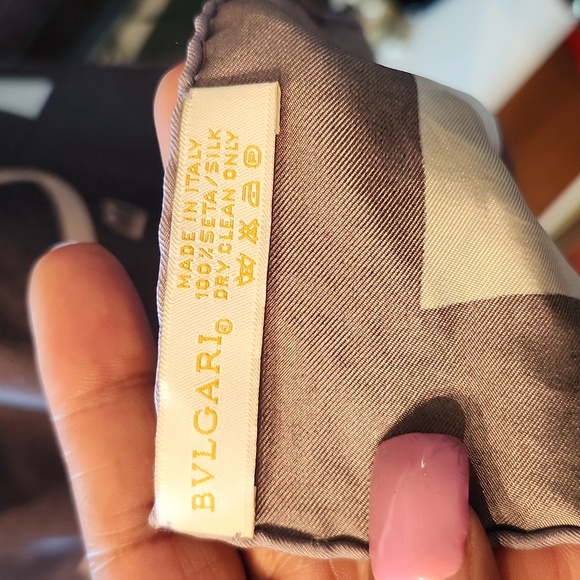 BVLGARI®
MADE IN ITALY
100% SETA/SILK
DRY CLEAN ONLY
P